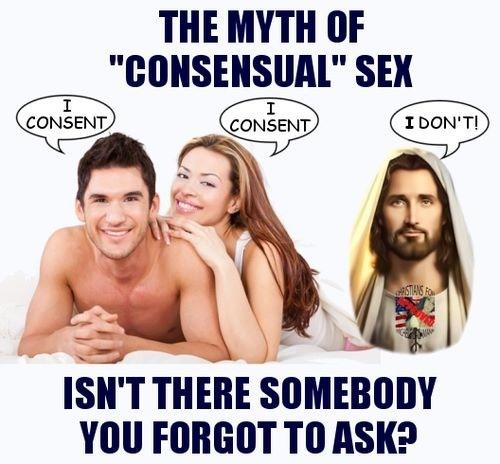 THE MYTH OF
"CONSENSUAL" SEX
I
CONSENT
I
CONSENT
I DON'T!
ISN'T THERE SOMEBODY
YOU FORGOT TO ASK?